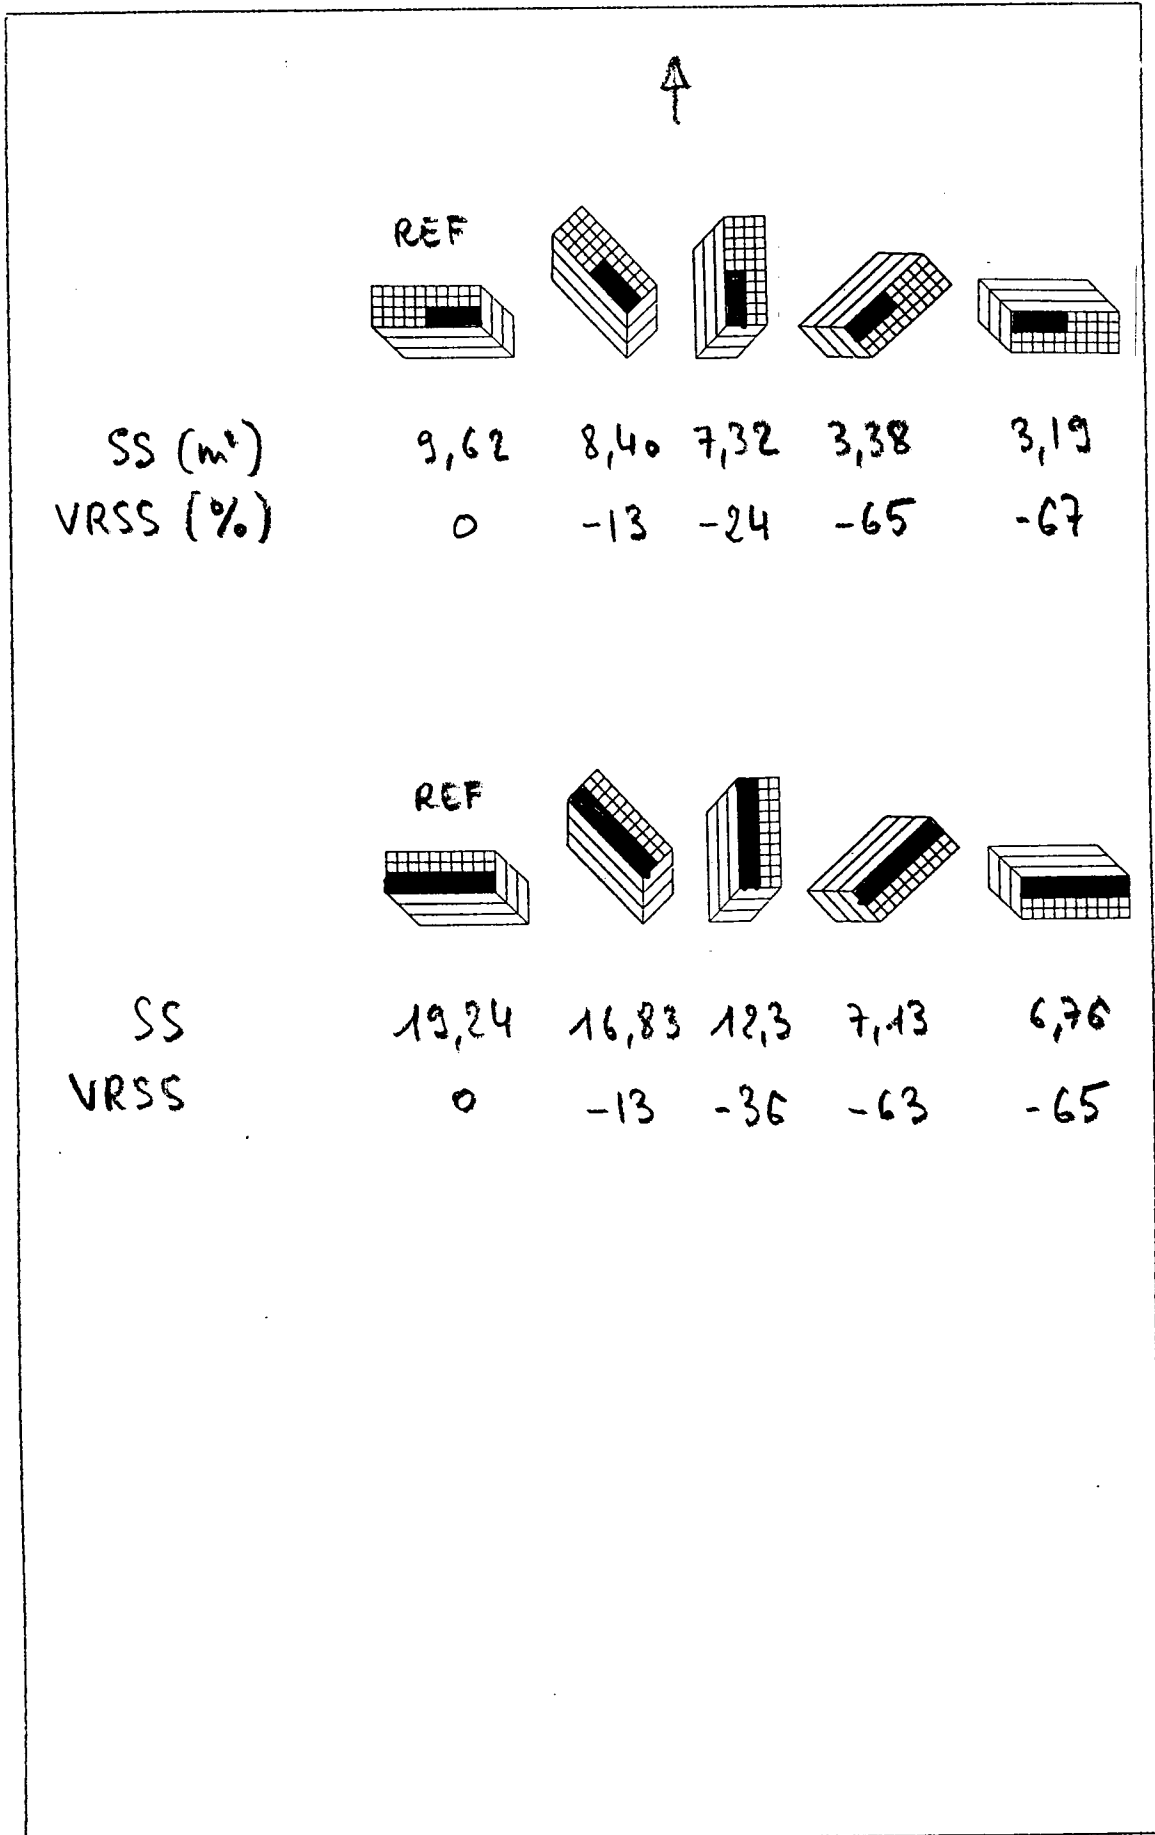 REF
SS (m²) 9,62 8,40 7,32 3,38 3,19
VRSS (%) 0 -13 -24 -65 -67
REF
SS 19,24 16,83 12,3 7,13 6,76
VRSS 0 -13 -36 -63 -65